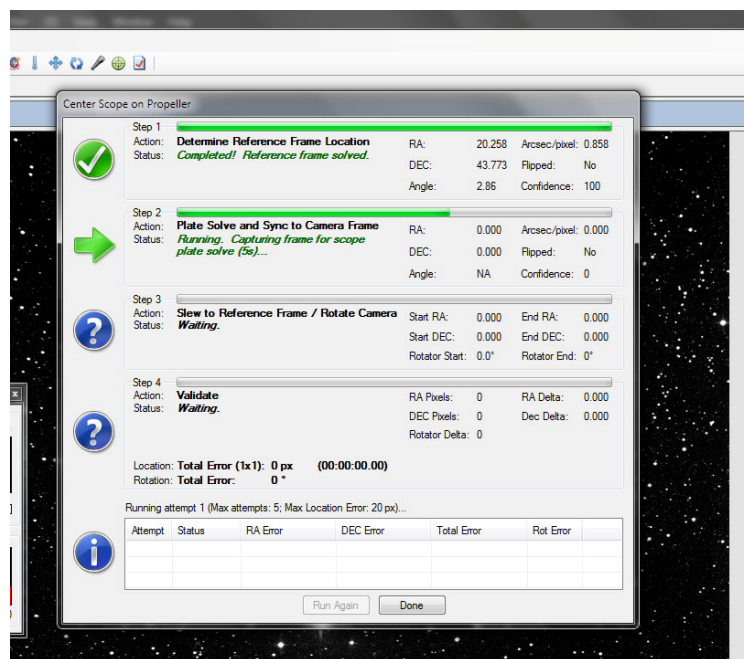 Center Scope on Propeller
Step 1
Action: Determine Reference Frame Location
Status: Completed! Reference frame solved.
RA: 20.258 Arcsec/pixel: 0.858
DEC: 43.773 Flipped: No
Angle: 2.86 Confidence: 100
Step 2
Action: Plate Solve and Sync to Camera Frame
Status: Running. Capturing frame for scope
plate solve (5s)...
RA: 0.000 Arcsec/pixel: 0.000
DEC: 0.000 Flipped: No
Angle: NA Confidence: 0
Step 3
Action: Slew to Reference Frame / Rotate Camera
Status: Waiting.
Start RA: 0.000 End RA: 0.000
Start DEC: 0.000 End DEC: 0.000
Rotator Start: 0.0° Rotator End: 0°
Step 4
Action: Validate
Status: Waiting.
RA Pixels: 0 RA Delta: 0.000
DEC Pixels: 0 Dec Delta: 0.000
Rotator Delta: 0
Location: Total Error (1x1): 0 px (00:00:00.00)
Rotation: Total Error: 0 °
Running attempt 1 (Max attempts: 5; Max Location Error: 20 px)...
Attempt Status RA Error DEC Error Total Error Rot Error
Run Again Done